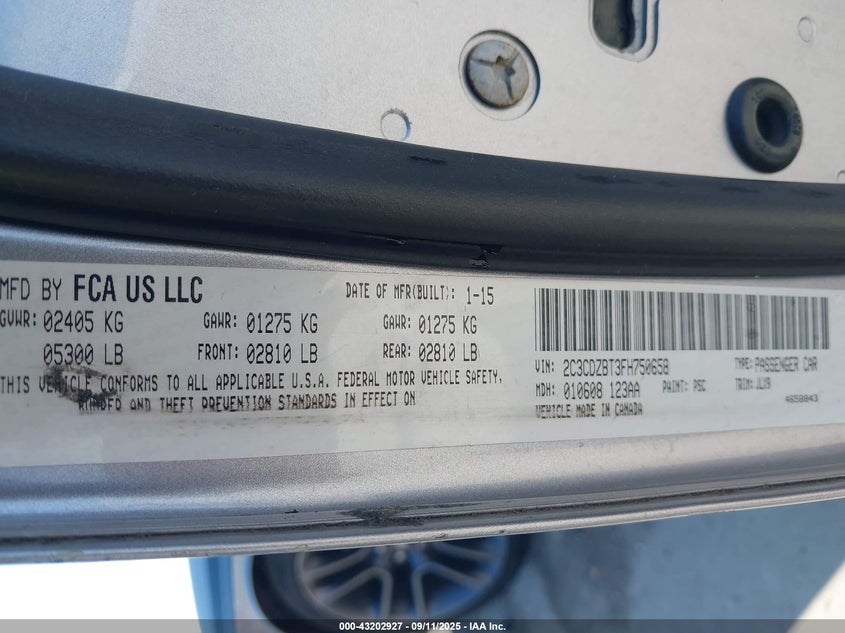 MFD BY FCA US LLC DATE OF MFR(BUILT): 1-15
GVWR: 02405 KG GAWR: 01275 KG GAWR: 01275 KG
05300 LB FRONT: 02810 LB REAR: 02810 LB
THIS VEHICLE CONFORMS TO ALL APPLICABLE U.S.A. FEDERAL MOTOR VEHICLE SAFETY,
BUMPER AND THEFT PREVENTION STANDARDS IN EFFECT ON
VIN: 2C3CDZBT3FH750658 TYPE: PASSENGER CAR
MDH: 010608 123AA PAINT: PSC TRIM: JLX9
VEHICLE MADE IN CANADA 4658843
000-43202927 - 09/11/2025 - IAA Inc.